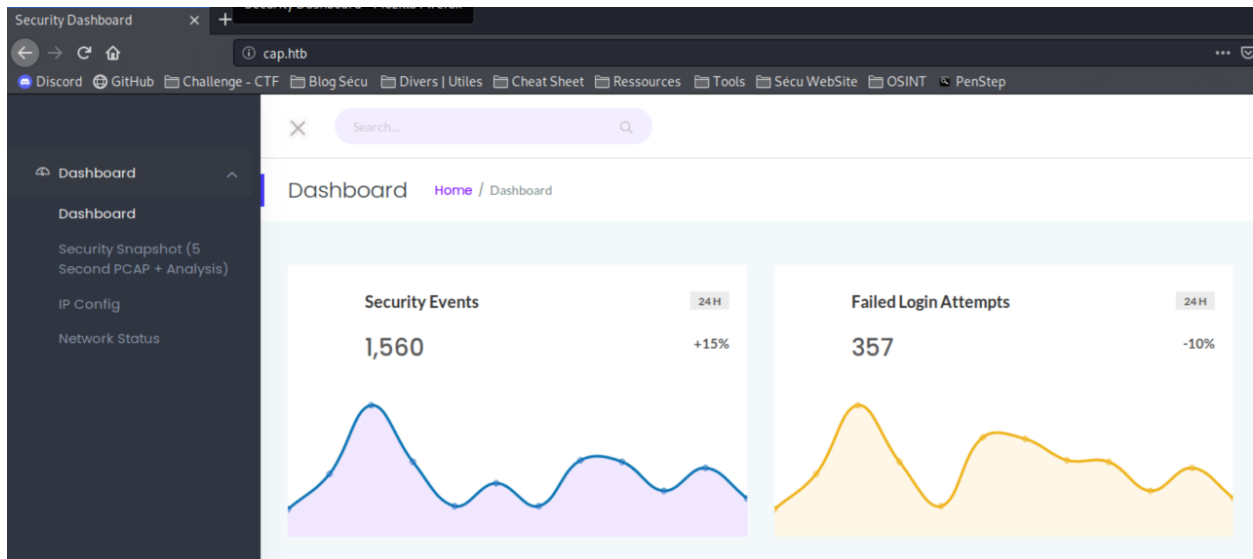 Security Dashboard
cap.htb
Discord GitHub Challenge - CTF Blog Sécu Divers | Utiles Cheat Sheet Ressources Tools Sécu WebSite OSINT PenStep
Search...
Dashboard
Dashboard
Security Snapshot (5
Second PCAP + Analysis)
IP Config
Network Status
Dashboard Home / Dashboard
Security Events 24H
1,560 +15%
Failed Login Attempts 24H
357 -10%